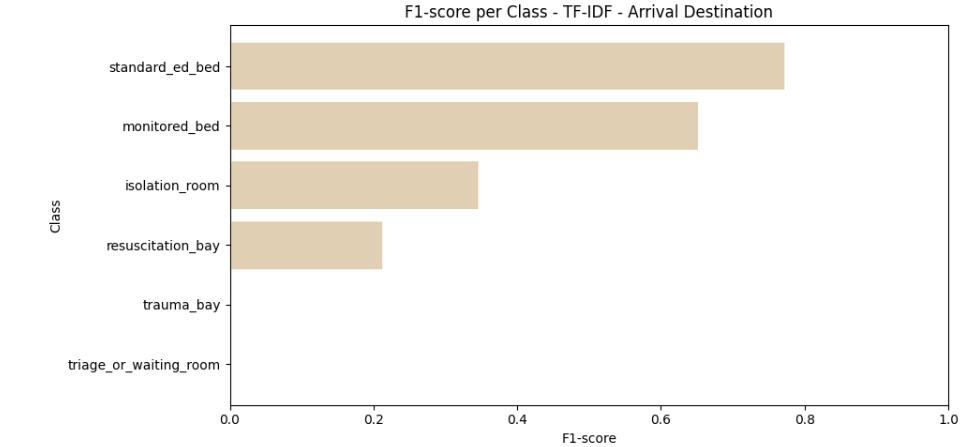 F1-score per Class - TF-IDF - Arrival Destination
Class
standard_ed_bed
monitored_bed
isolation_room
resuscitation_bay
trauma_bay
triage_or_waiting_room
0.0 0.2 0.4 0.6 0.8 1.0
F1-score